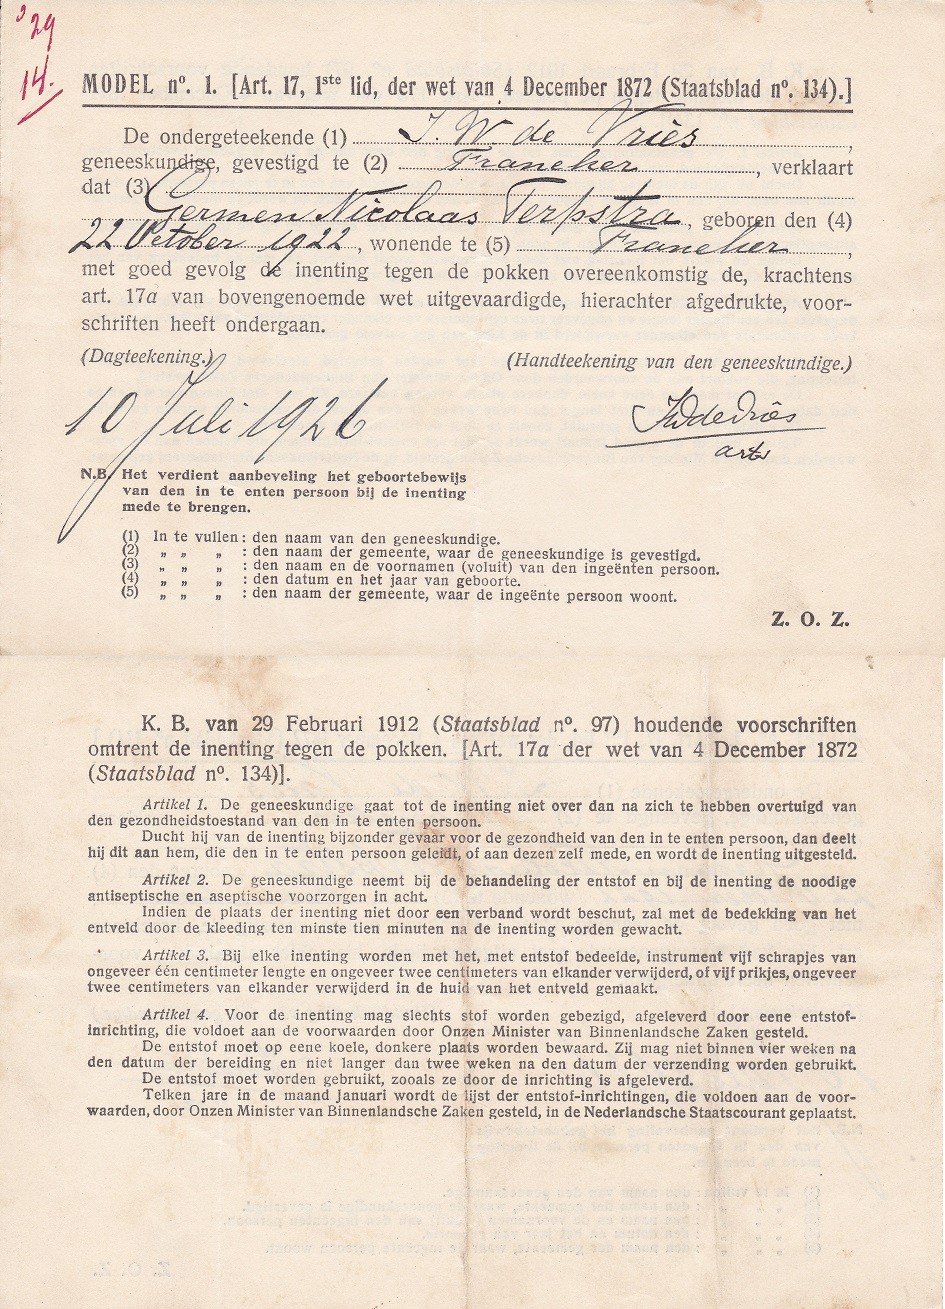 29
14.
MODEL nº. 1. [Art. 17, 1ste lid, der wet van 4 December 1872 (Staatsblad nº. 134).]
De ondergeteekende (1) J. W. de Vries,
geneeskundige, gevestigd te (2) Franeker, verklaart
dat (3)
Germen Nicolaas Terpstra, geboren den (4)
22 October 1922, wonende te (5) Franeker,
met goed gevolg de inenting tegen de pokken overeenkomstig de, krachtens
art. 17a van bovengenoemde wet uitgevaardigde, hierachter afgedrukte, voor-
schriften heeft ondergaan.
(Dagteekening.) (Handteekening van den geneeskundige.)
10 Juli 1926 JWdeVries
arts
N.B. Het verdient aanbeveling het geboortebewijs
van den in te enten persoon bij de inenting
mede te brengen.
(1) In te vullen: den naam van den geneeskundige.
(2) „ „ „ : den naam der gemeente, waar de geneeskundige is gevestigd.
(3) „ „ „ : den naam en de voornamen (voluit) van den ingeënten persoon.
(4) „ „ „ : den datum en het jaar van geboorte.
(5) „ „ „ : den naam der gemeente, waar de ingeënte persoon woont.
Z. O. Z.
K. B. van 29 Februari 1912 (Staatsblad nº. 97) houdende voorschriften
omtrent de inenting tegen de pokken. [Art. 17a der wet van 4 December 1872
(Staatsblad nº. 134)].
Artikel 1. De geneeskundige gaat tot de inenting niet over dan na zich te hebben overtuigd van
den gezondheidstoestand van den in te enten persoon.
Ducht hij van de inenting bijzonder gevaar voor de gezondheid van den in te enten persoon, dan deelt
hij dit aan hem, die den in te enten persoon geleidt, of aan dezen zelf mede, en wordt de inenting uitgesteld.
Artikel 2. De geneeskundige neemt bij de behandeling der entstof en bij de inenting de noodige
antiseptische en aseptische voorzorgen in acht.
Indien de plaats der inenting niet door een verband wordt beschut, zal met de bedekking van het
entveld door de kleeding ten minste tien minuten na de inenting worden gewacht.
Artikel 3. Bij elke inenting worden met het, met entstof bedeelde, instrument vijf schrapjes van
ongeveer één centimeter lengte en ongeveer twee centimeters van elkander verwijderd, of vijf prikjes, ongeveer
twee centimeters van elkander verwijderd in de huid van het entveld gemaakt.
Artikel 4. Voor de inenting mag slechts stof worden gebezigd, afgeleverd door eene entstof-
inrichting, die voldoet aan de voorwaarden door Onzen Minister van Binnenlandsche Zaken gesteld.
De entstof moet op eene koele, donkere plaats worden bewaard. Zij mag niet binnen vier weken na
den datum der bereiding en niet langer dan twee weken na den datum der verzending worden gebruikt.
De entstof moet worden gebruikt, zooals ze door de inrichting is afgeleverd.
Telken jare in de maand Januari wordt de lijst der entstof-inrichtingen, die voldoen aan de voor-
waarden, door Onzen Minister van Binnenlandsche Zaken gesteld, in de Nederlandsche Staatscourant geplaatst.